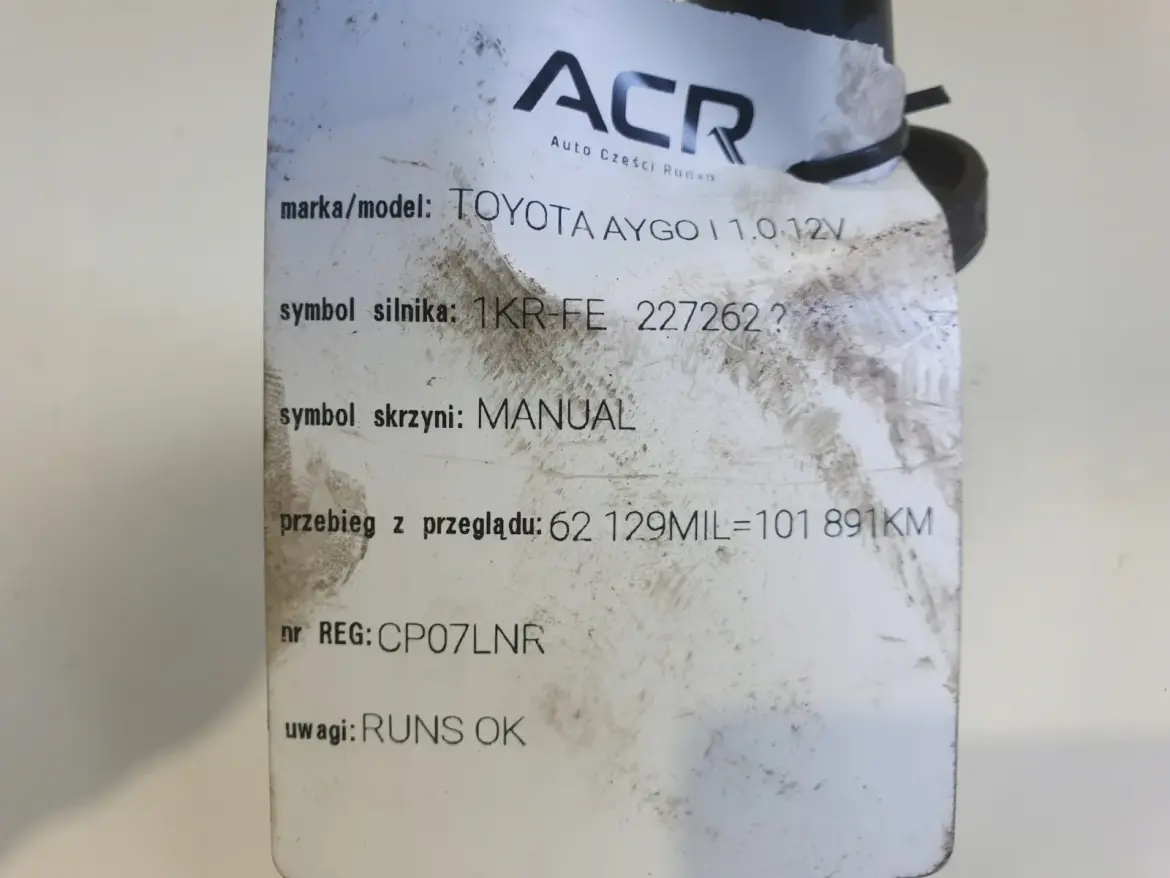 ACR
Auto Części Ruman
marka/model: TOYOTA AYGO I 1.0 12V
symbol silnika: 1KR-FE 227262?
symbol skrzyni: MANUAL
przebieg z przeglądu: 62 129MIL=101 891KM
nr REG: CP07LNR
uwagi: RUNS OK